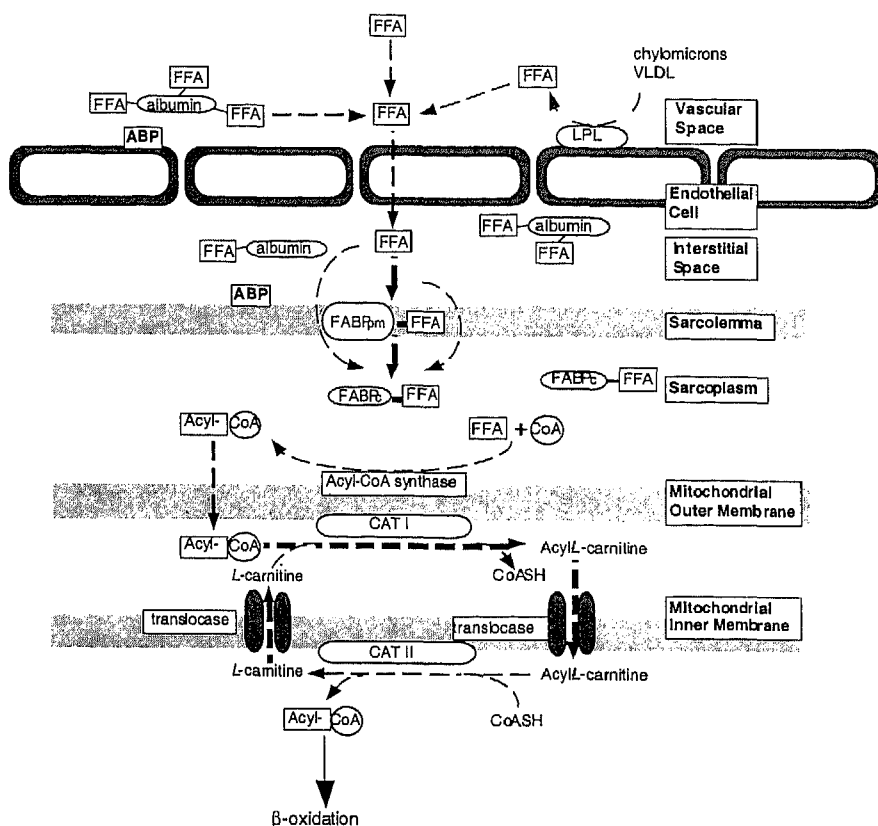 FFA
chylomicrons
VLDL
FFA
FFA
FFA
albumin
FFA
FFA
Vascular
Space
ABP
LPL
Endothelial
Cell
FFA
albumin
FFA
FFA
albumin
FFA
Interstitial
Space
ABP
FABPpm
FFA
Sarcolemma
FABPc
FFA
FABPc
FFA
Sarcoplasm
Acyl-
CoA
FFA
+
CoA
Acyl-CoA synthase
Mitochondrial
Outer Membrane
CAT I
Acyl-
CoA
AcylL-carnitine
L-carnitine
CoASH
translocase
translocase
Mitochondrial
Inner Membrane
L-carnitine
CAT II
AcylL-carnitine
Acyl-
CoA
CoASH
β-oxidation